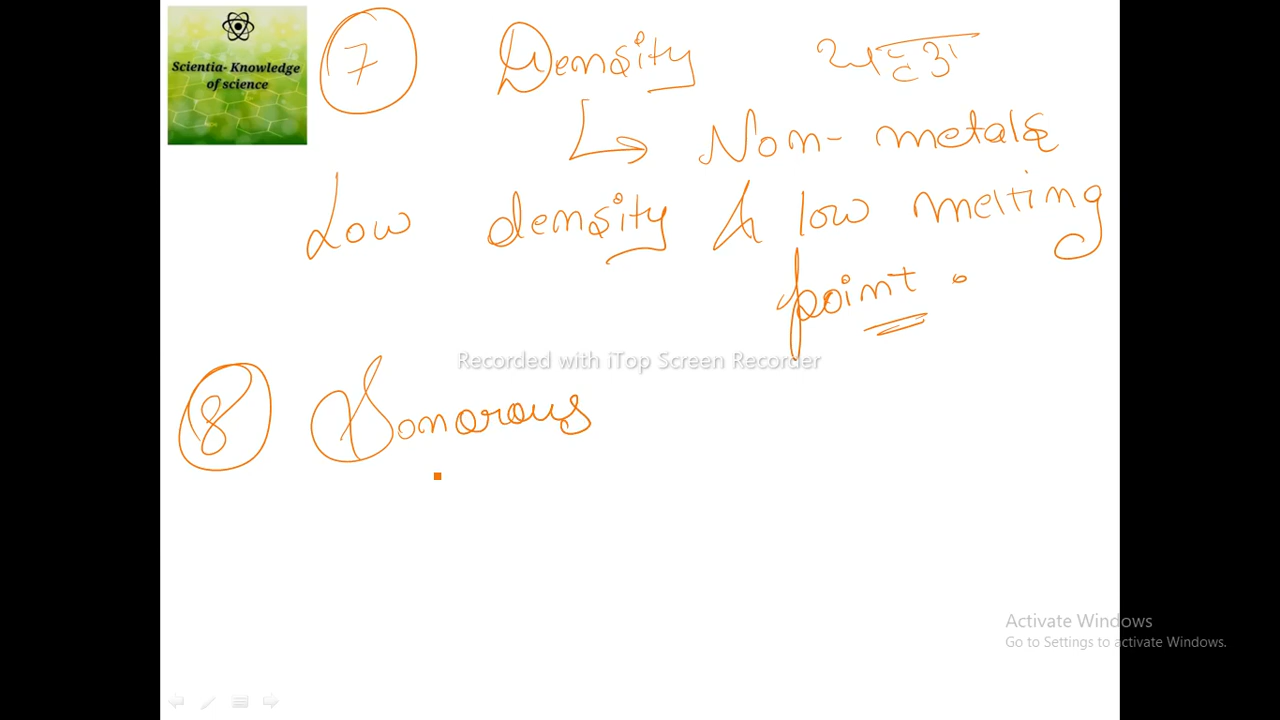 Scientia- Knowledge
of science
7 Density
Non-metals
Low density & low melting
point.
Recorded with iTop Screen Recorder
8 Sonorous
Activate Windows
Go to Settings to activate Windows.